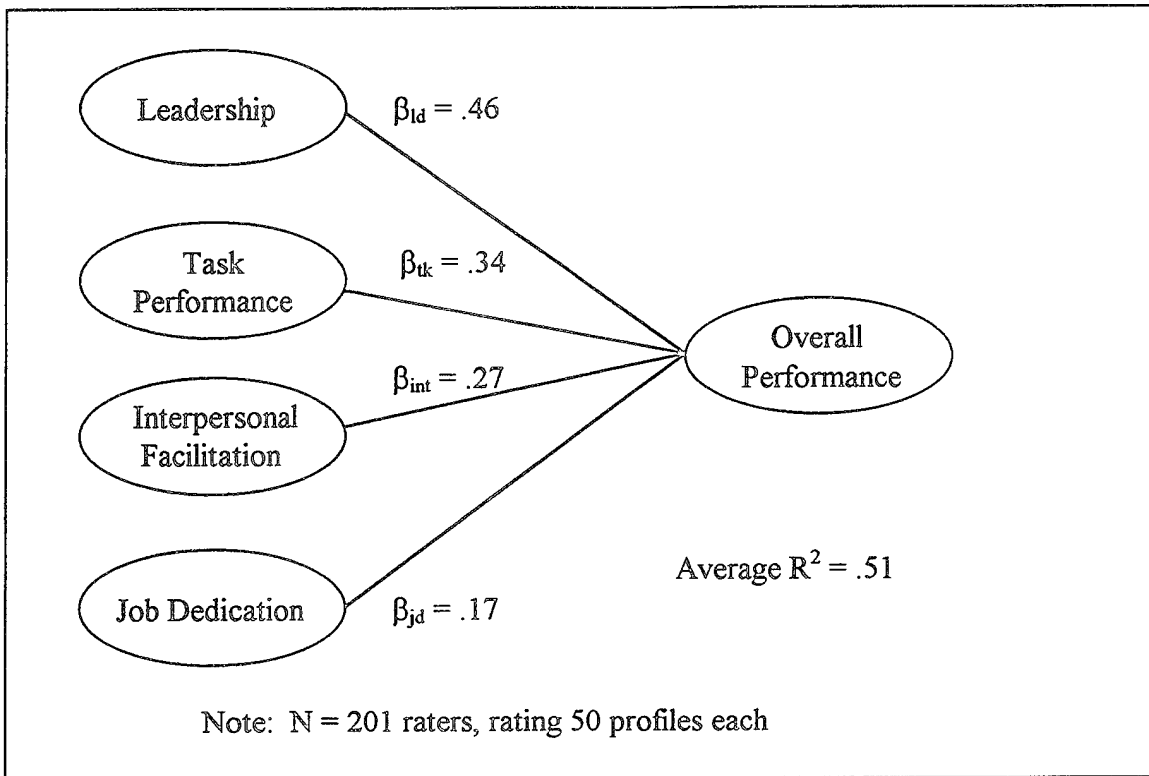 Leadership
β_ld = .46
Task
Performance
β_tk = .34
Interpersonal
Facilitation
β_int = .27
Job Dedication
β_jd = .17
Overall
Performance
Average R² = .51
Note: N = 201 raters, rating 50 profiles each